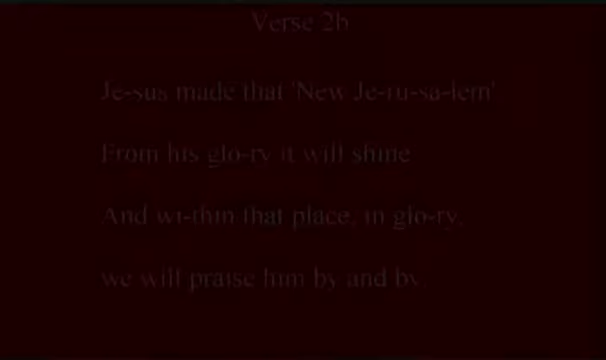 Verse 2b
Je-sus made that 'New Je-ru-sa-lem'
From his glo-ry it will shine
And wi-thin that place, in glo-ry,
we will praise him by and by.